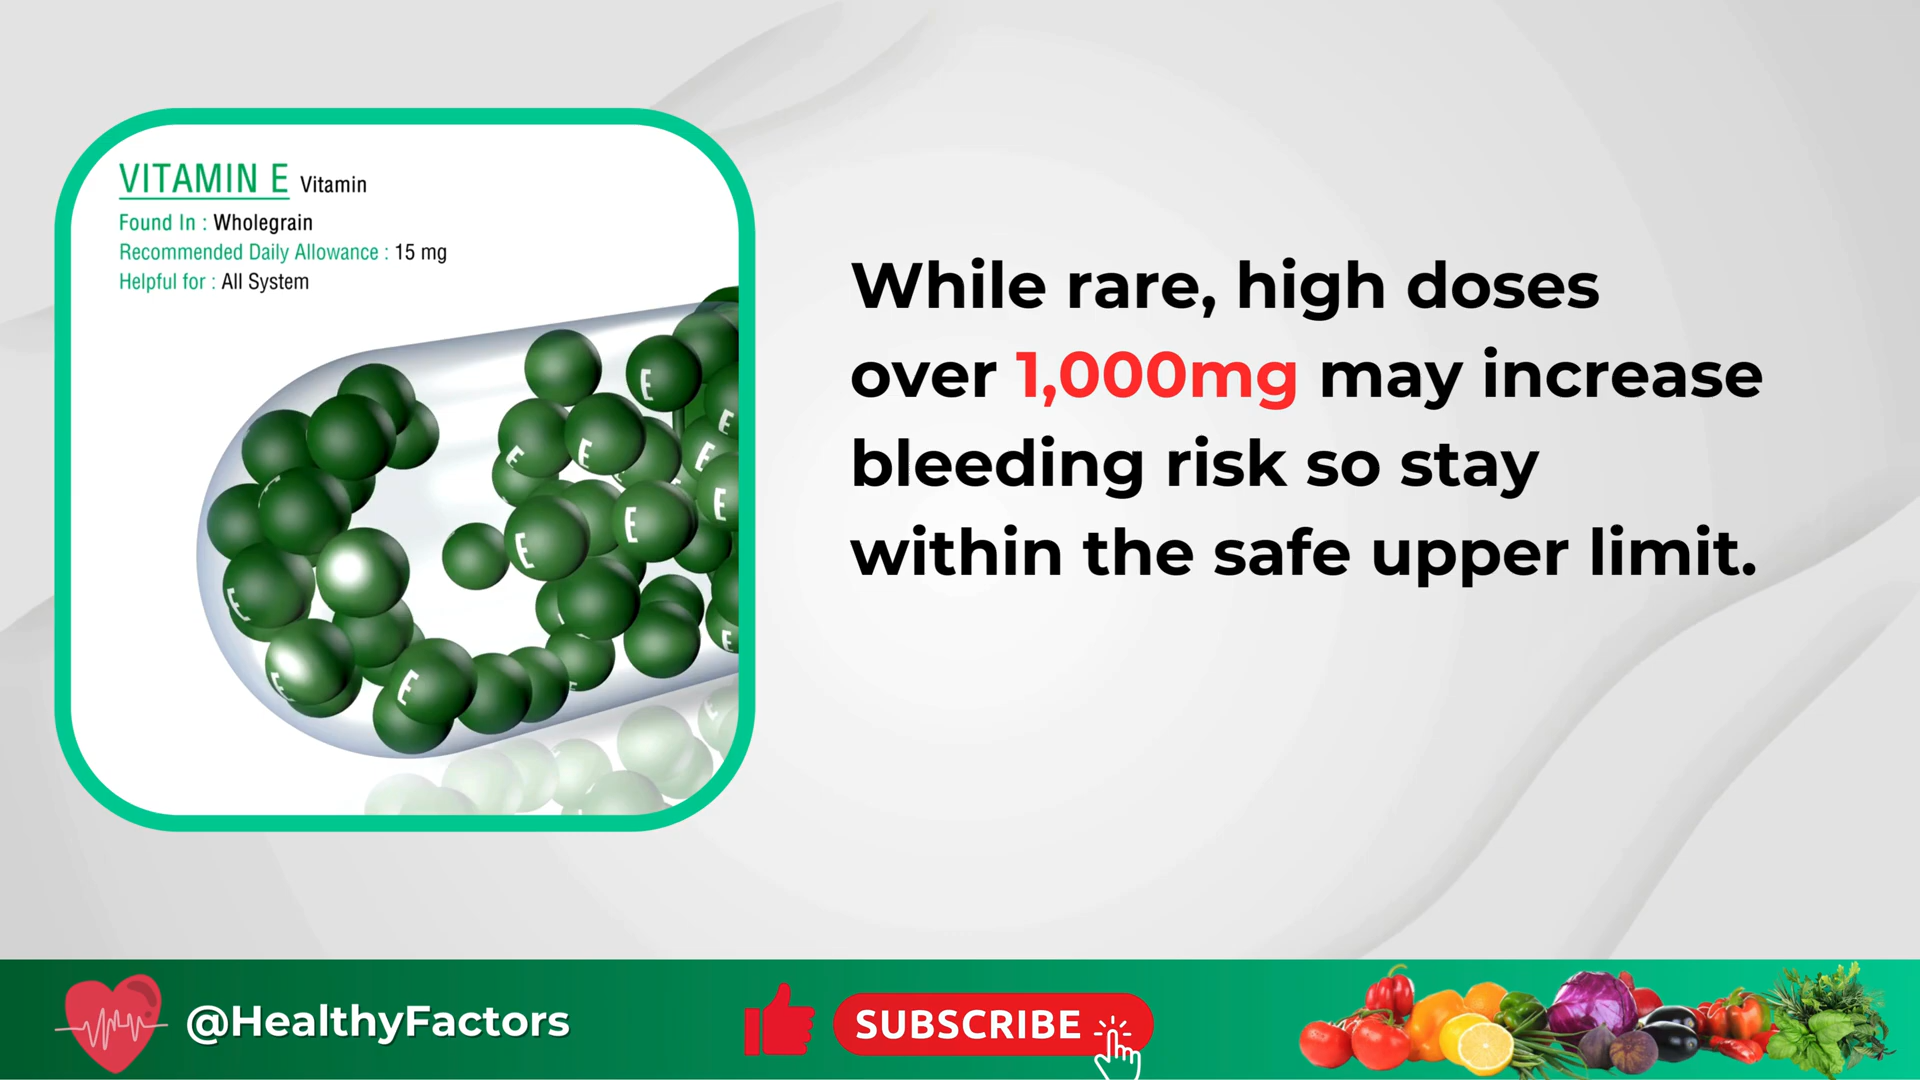 VITAMIN E Vitamin
Found In : Wholegrain
Recommended Daily Allowance : 15 mg
Helpful for : All System
E
E
E
E
E
E
E
E
E
E
E
While rare, high doses
over 1,000mg may increase
bleeding risk so stay
within the safe upper limit.
@HealthyFactors
SUBSCRIBE